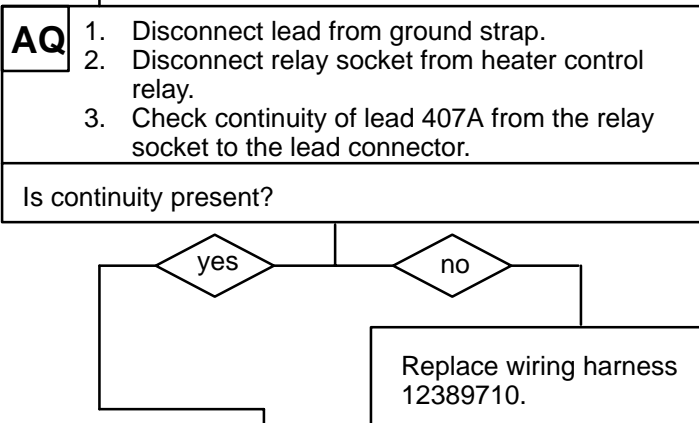 AQ
1. Disconnect lead from ground strap.
2. Disconnect relay socket from heater control
relay.
3. Check continuity of lead 407A from the relay
socket to the lead connector.
Is continuity present?
yes
no
Replace wiring harness
12389710.